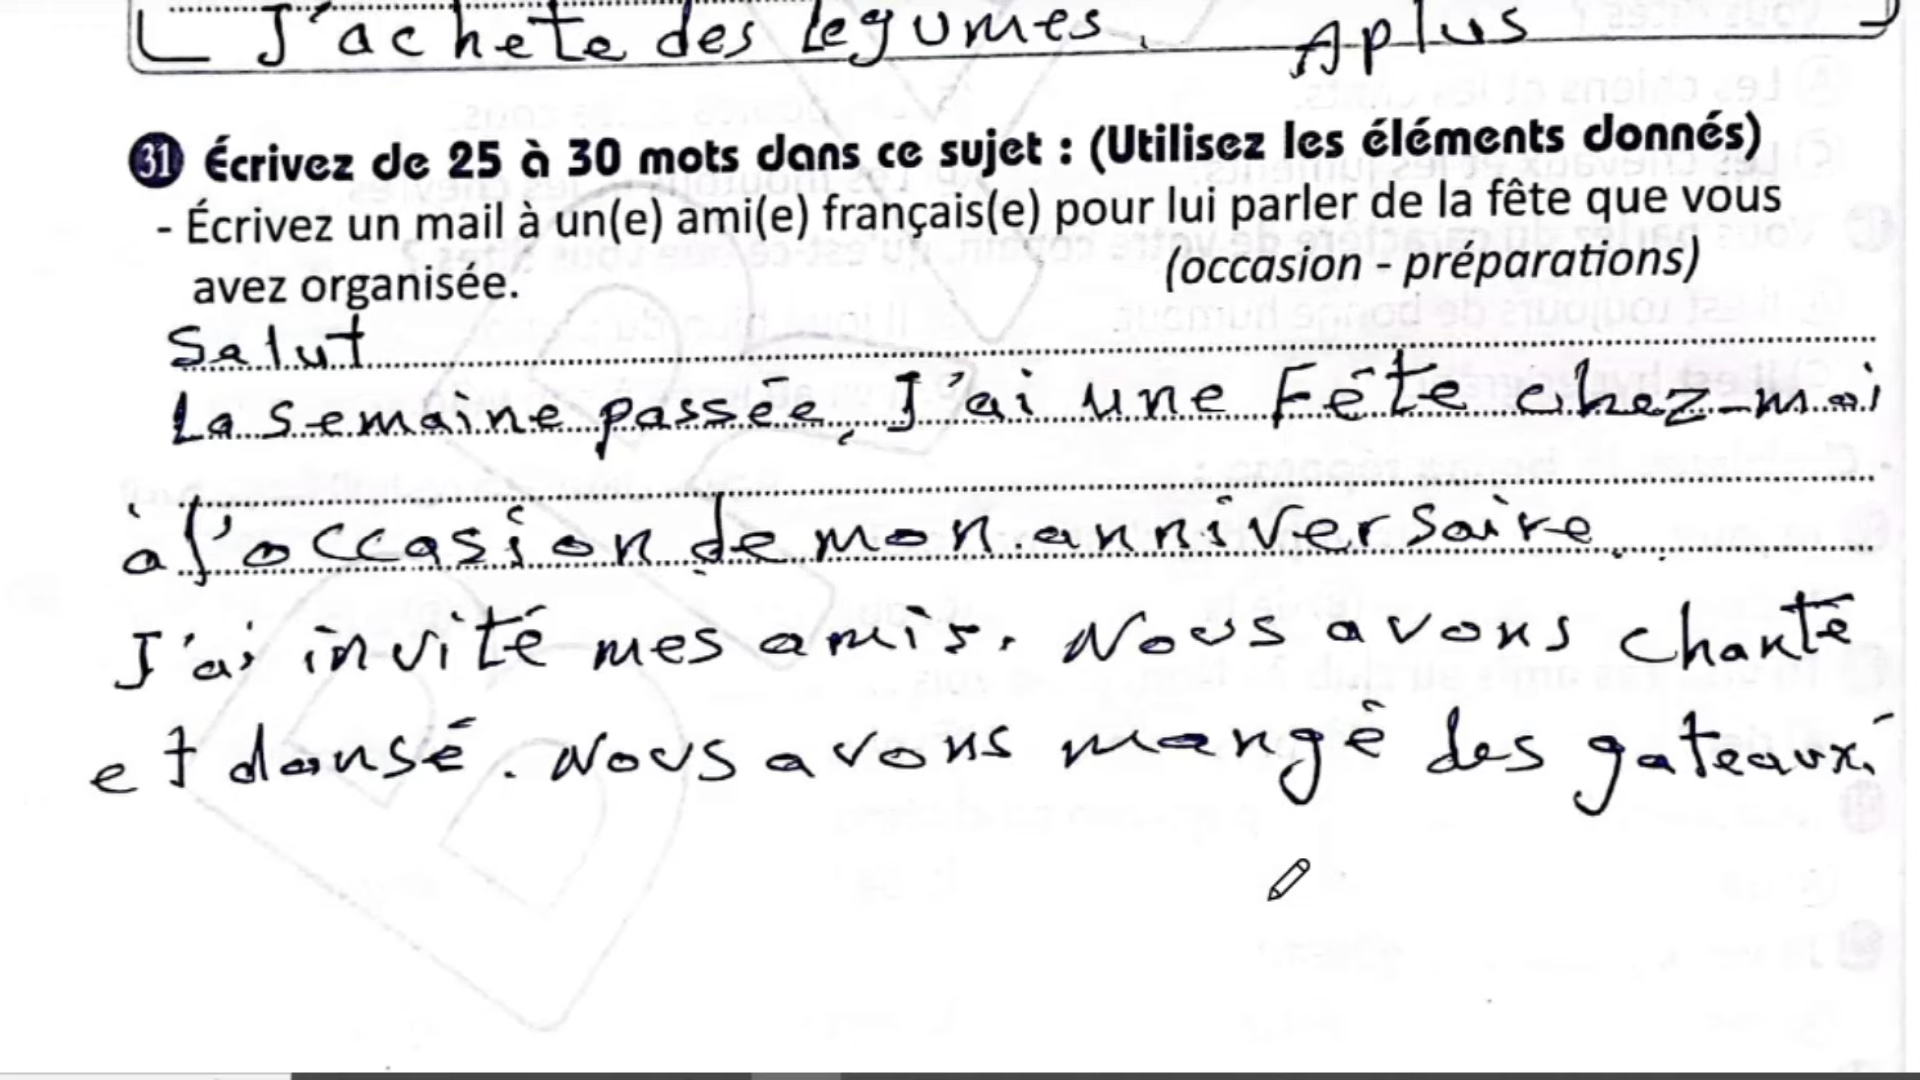 J'achete des legumes. Aplus
31 Écrivez de 25 à 30 mots dans ce sujet : (Utilisez les éléments donnés)
- Écrivez un mail à un(e) ami(e) français(e) pour lui parler de la fête que vous
avez organisée. (occasion - préparations)
Salut
La semaine passée, J'ai une Fête chez-moi
à l'occasion de mon anniversaire.
J'ai invité mes amis. Nous avons chanté
et dansé. Nous avons mangé des gateaux.